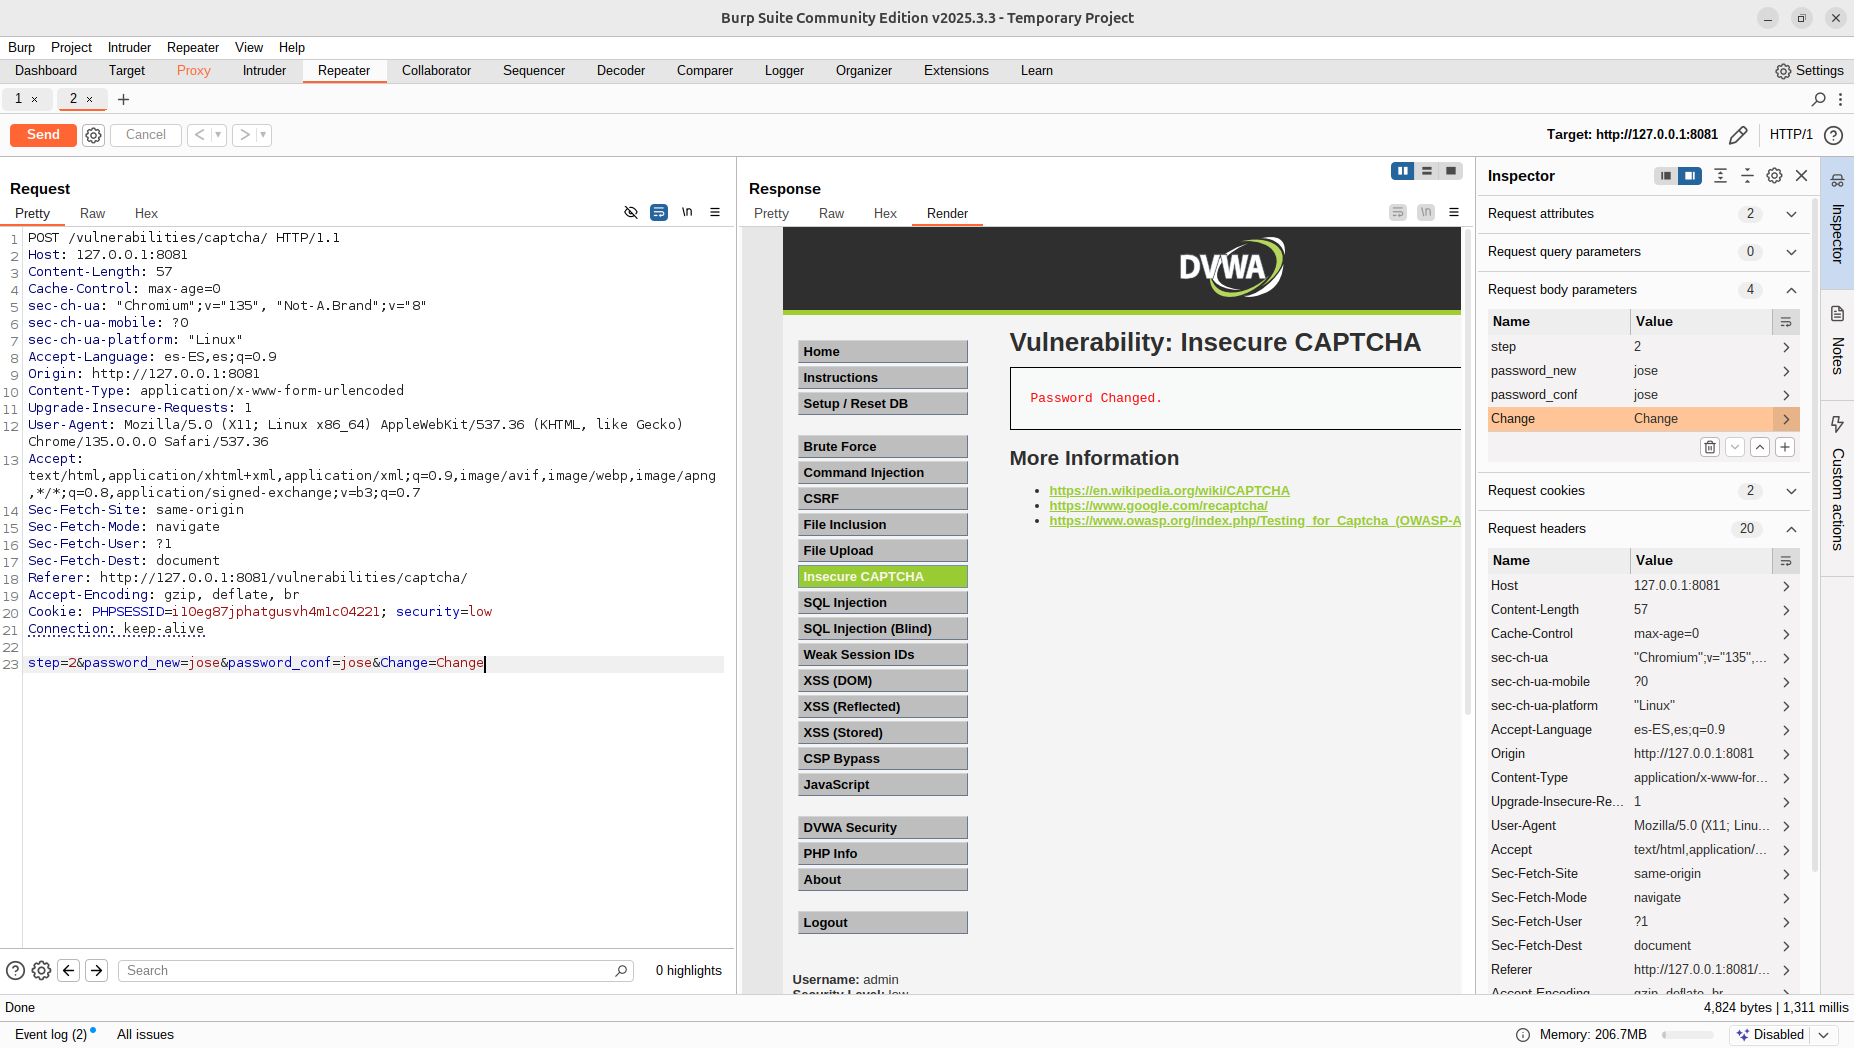 Burp Suite Community Edition v2025.3.3 - Temporary Project
Burp Project Intruder Repeater View Help
Dashboard Target Proxy Intruder Repeater Collaborator Sequencer Decoder Comparer Logger Organizer Extensions Learn Settings
1 × 2 × +
Send Cancel < > Target: http://127.0.0.1:8081 HTTP/1
Request
Pretty Raw Hex \n
1 POST /vulnerabilities/captcha/ HTTP/1.1
2 Host: 127.0.0.1:8081
3 Content-Length: 57
4 Cache-Control: max-age=0
5 sec-ch-ua: "Chromium";v="135", "Not-A.Brand";v="8"
6 sec-ch-ua-mobile: ?0
7 sec-ch-ua-platform: "Linux"
8 Accept-Language: es-ES,es;q=0.9
9 Origin: http://127.0.0.1:8081
10 Content-Type: application/x-www-form-urlencoded
11 Upgrade-Insecure-Requests: 1
12 User-Agent: Mozilla/5.0 (X11; Linux x86_64) AppleWebKit/537.36 (KHTML, like Gecko)
Chrome/135.0.0.0 Safari/537.36
13 Accept:
text/html,application/xhtml+xml,application/xml;q=0.9,image/avif,image/webp,image/apng
,*/*;q=0.8,application/signed-exchange;v=b3;q=0.7
14 Sec-Fetch-Site: same-origin
15 Sec-Fetch-Mode: navigate
16 Sec-Fetch-User: ?1
17 Sec-Fetch-Dest: document
18 Referer: http://127.0.0.1:8081/vulnerabilities/captcha/
19 Accept-Encoding: gzip, deflate, br
20 Cookie: PHPSESSID=i10eg87jphatgusvh4m1c04221; security=low
21 Connection: keep-alive
22
23 step=2&password_new=jose&password_conf=jose&Change=Change
Search 0 highlights
Response
Pretty Raw Hex Render \n
DVWA
Home
Instructions
Setup / Reset DB
Brute Force
Command Injection
CSRF
File Inclusion
File Upload
Insecure CAPTCHA
SQL Injection
SQL Injection (Blind)
Weak Session IDs
XSS (DOM)
XSS (Reflected)
XSS (Stored)
CSP Bypass
JavaScript
DVWA Security
PHP Info
About
Logout
Username: admin
Security Level: low
Vulnerability: Insecure CAPTCHA
Password Changed.
More Information
https://en.wikipedia.org/wiki/CAPTCHA
https://www.google.com/recaptcha/
https://www.owasp.org/index.php/Testing_for_Captcha_(OWASP-A
Inspector
Request attributes 2
Request query parameters 0
Request body parameters 4
Name Value
step 2
password_new jose
password_conf jose
Change Change
Request cookies 2
Request headers 20
Name Value
Host 127.0.0.1:8081
Content-Length 57
Cache-Control max-age=0
sec-ch-ua "Chromium";v="135",...
sec-ch-ua-mobile ?0
sec-ch-ua-platform "Linux"
Accept-Language es-ES,es;q=0.9
Origin http://127.0.0.1:8081
Content-Type application/x-www-for...
Upgrade-Insecure-Re... 1
User-Agent Mozilla/5.0 (X11; Linu...
Accept text/html,application/...
Sec-Fetch-Site same-origin
Sec-Fetch-Mode navigate
Sec-Fetch-User ?1
Sec-Fetch-Dest document
Referer http://127.0.0.1:8081/...
Accept-Encoding gzip, deflate, br
Inspector
Notes
Custom actions
Done 4,824 bytes | 1,311 millis
Event log (2) All issues Memory: 206.7MB Disabled